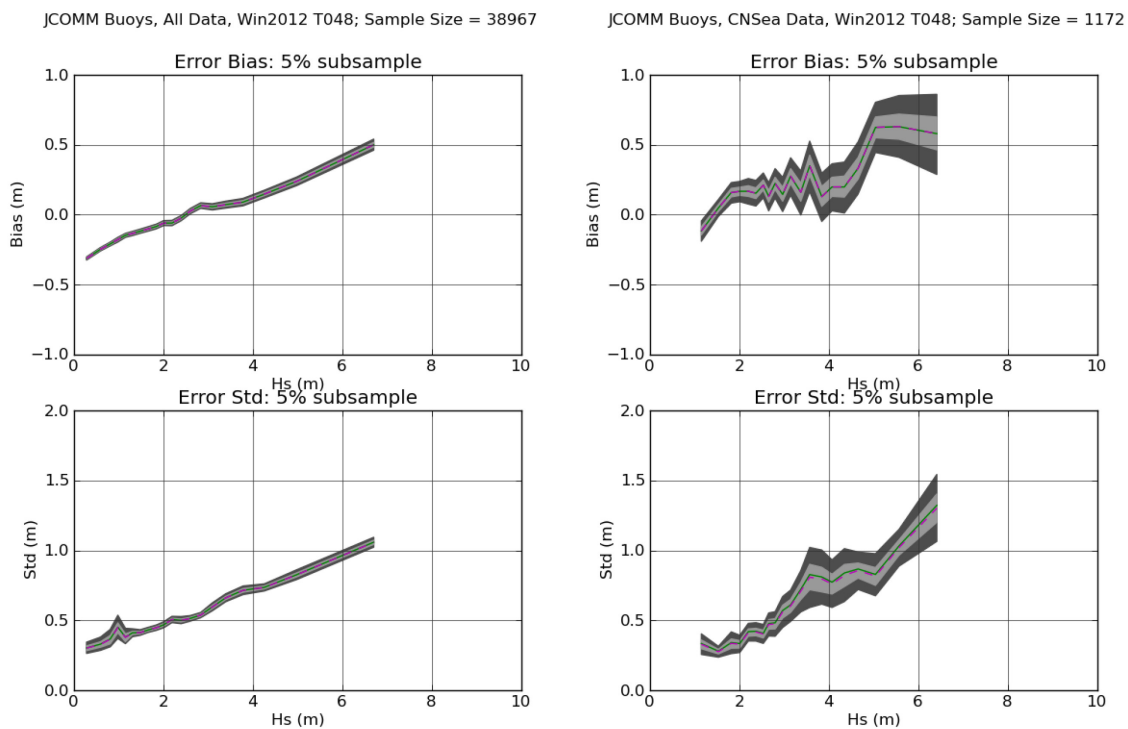 JCOMM Buoys, All Data, Win2012 T048; Sample Size = 38967
JCOMM Buoys, CNSea Data, Win2012 T048; Sample Size = 1172
Error Bias: 5% subsample
1.0
0.5
0.0
−0.5
−1.0
Bias (m)
0 2 4 6 8 10
Hs (m)
Error Bias: 5% subsample
1.0
0.5
0.0
−0.5
−1.0
Bias (m)
0 2 4 6 8 10
Hs (m)
Error Std: 5% subsample
2.0
1.5
1.0
0.5
0.0
Std (m)
0 2 4 6 8 10
Hs (m)
Error Std: 5% subsample
2.0
1.5
1.0
0.5
0.0
Std (m)
0 2 4 6 8 10
Hs (m)